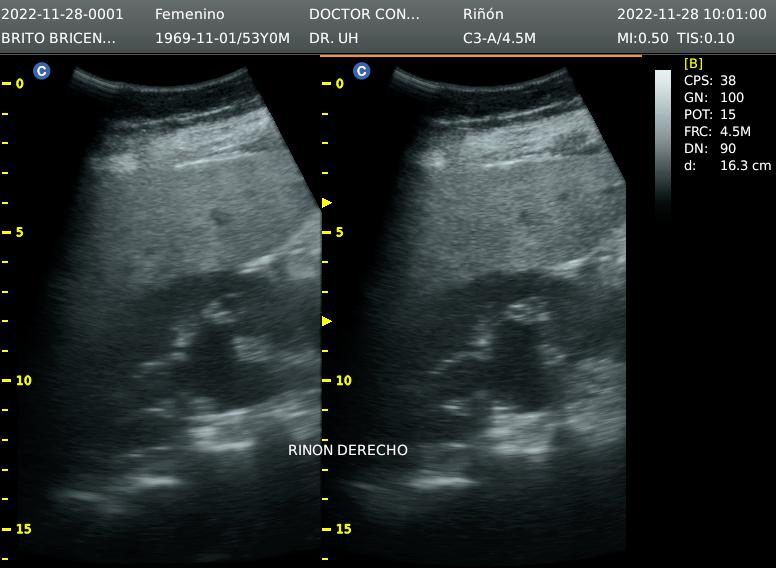 2022-11-28-0001 Femenino DOCTOR CON... Riñón 2022-11-28 10:01:00
BRITO BRICEN... 1969-11-01/53Y0M DR. UH C3-A/4.5M MI:0.50 TIS:0.10
C
C
[B]
CPS: 38
GN: 100
POT: 15
FRC: 4.5M
DN: 90
d: 16.3 cm
0
5
10
15
0
5
10
15
RINON DERECHO